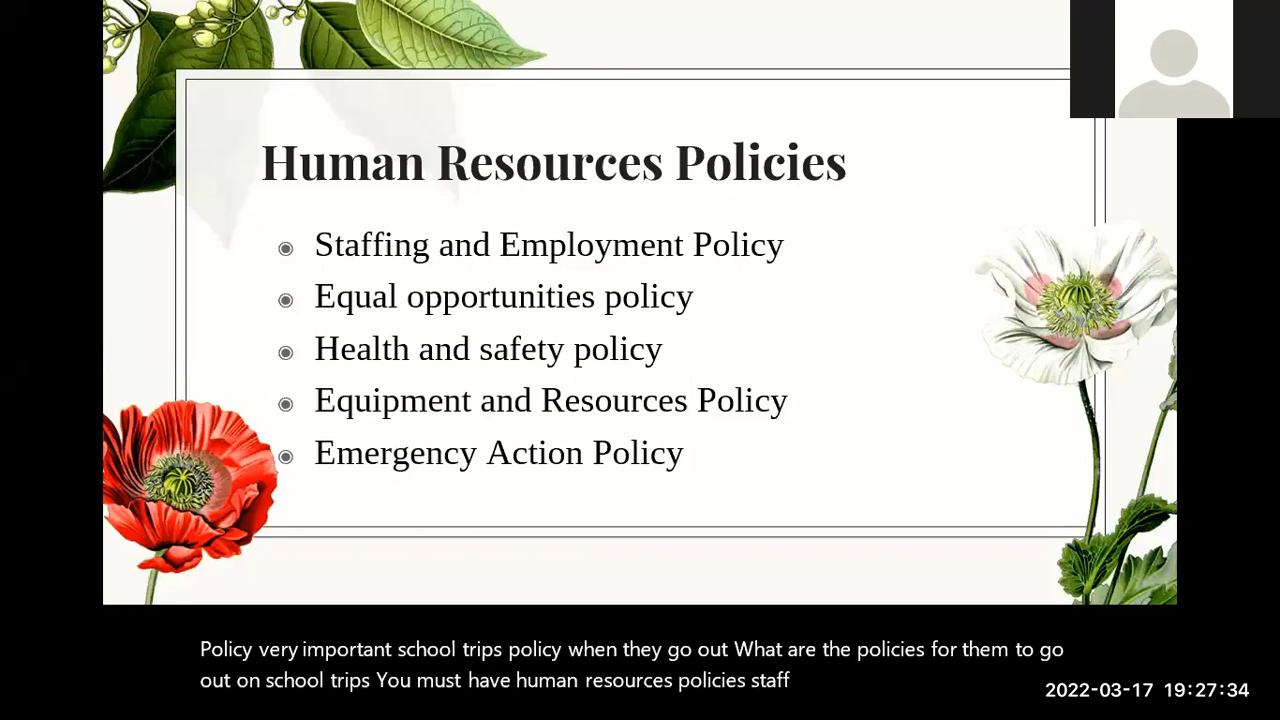 Human Resources Policies
Staffing and Employment Policy
Equal opportunities policy
Health and safety policy
Equipment and Resources Policy
Emergency Action Policy
Policy very important school trips policy when they go out What are the policies for them to go
out on school trips You must have human resources policies staff
2022-03-17 19:27:34